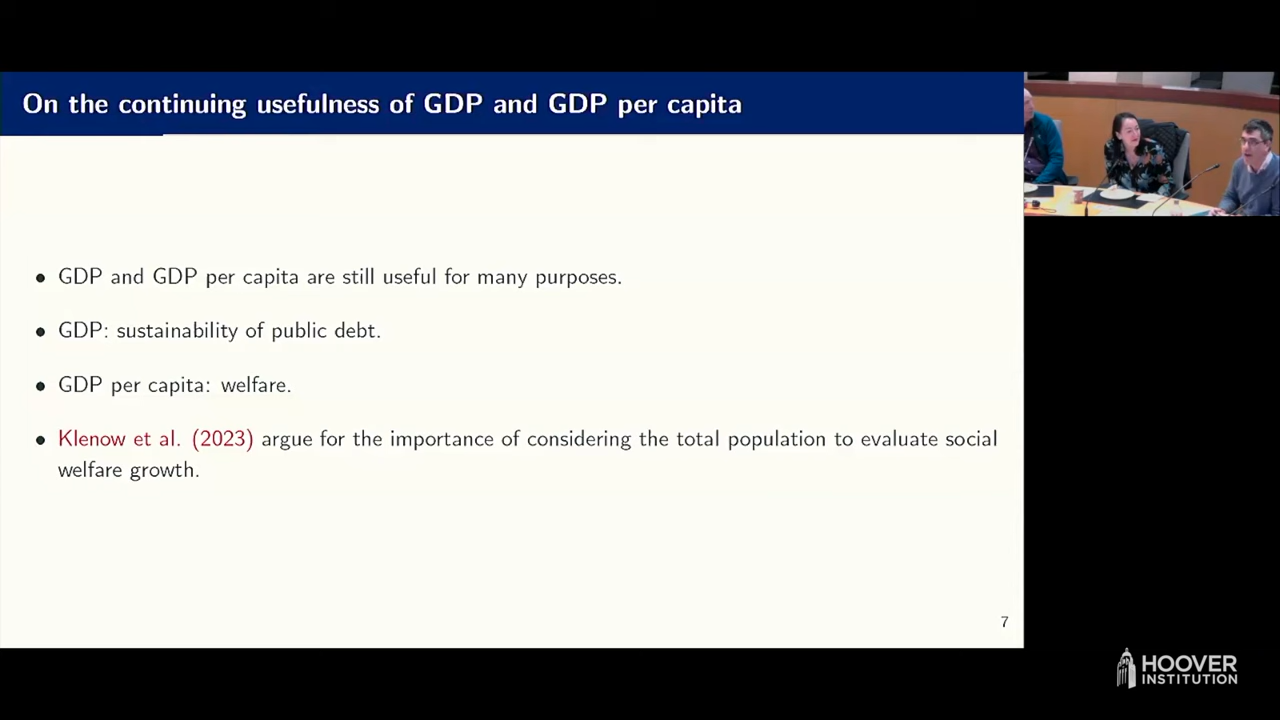 On the continuing usefulness of GDP and GDP per capita
• GDP and GDP per capita are still useful for many purposes.
• GDP: sustainability of public debt.
• GDP per capita: welfare.
• Klenow et al. (2023) argue for the importance of considering the total population to evaluate social
welfare growth.
7
HOOVER
INSTITUTION